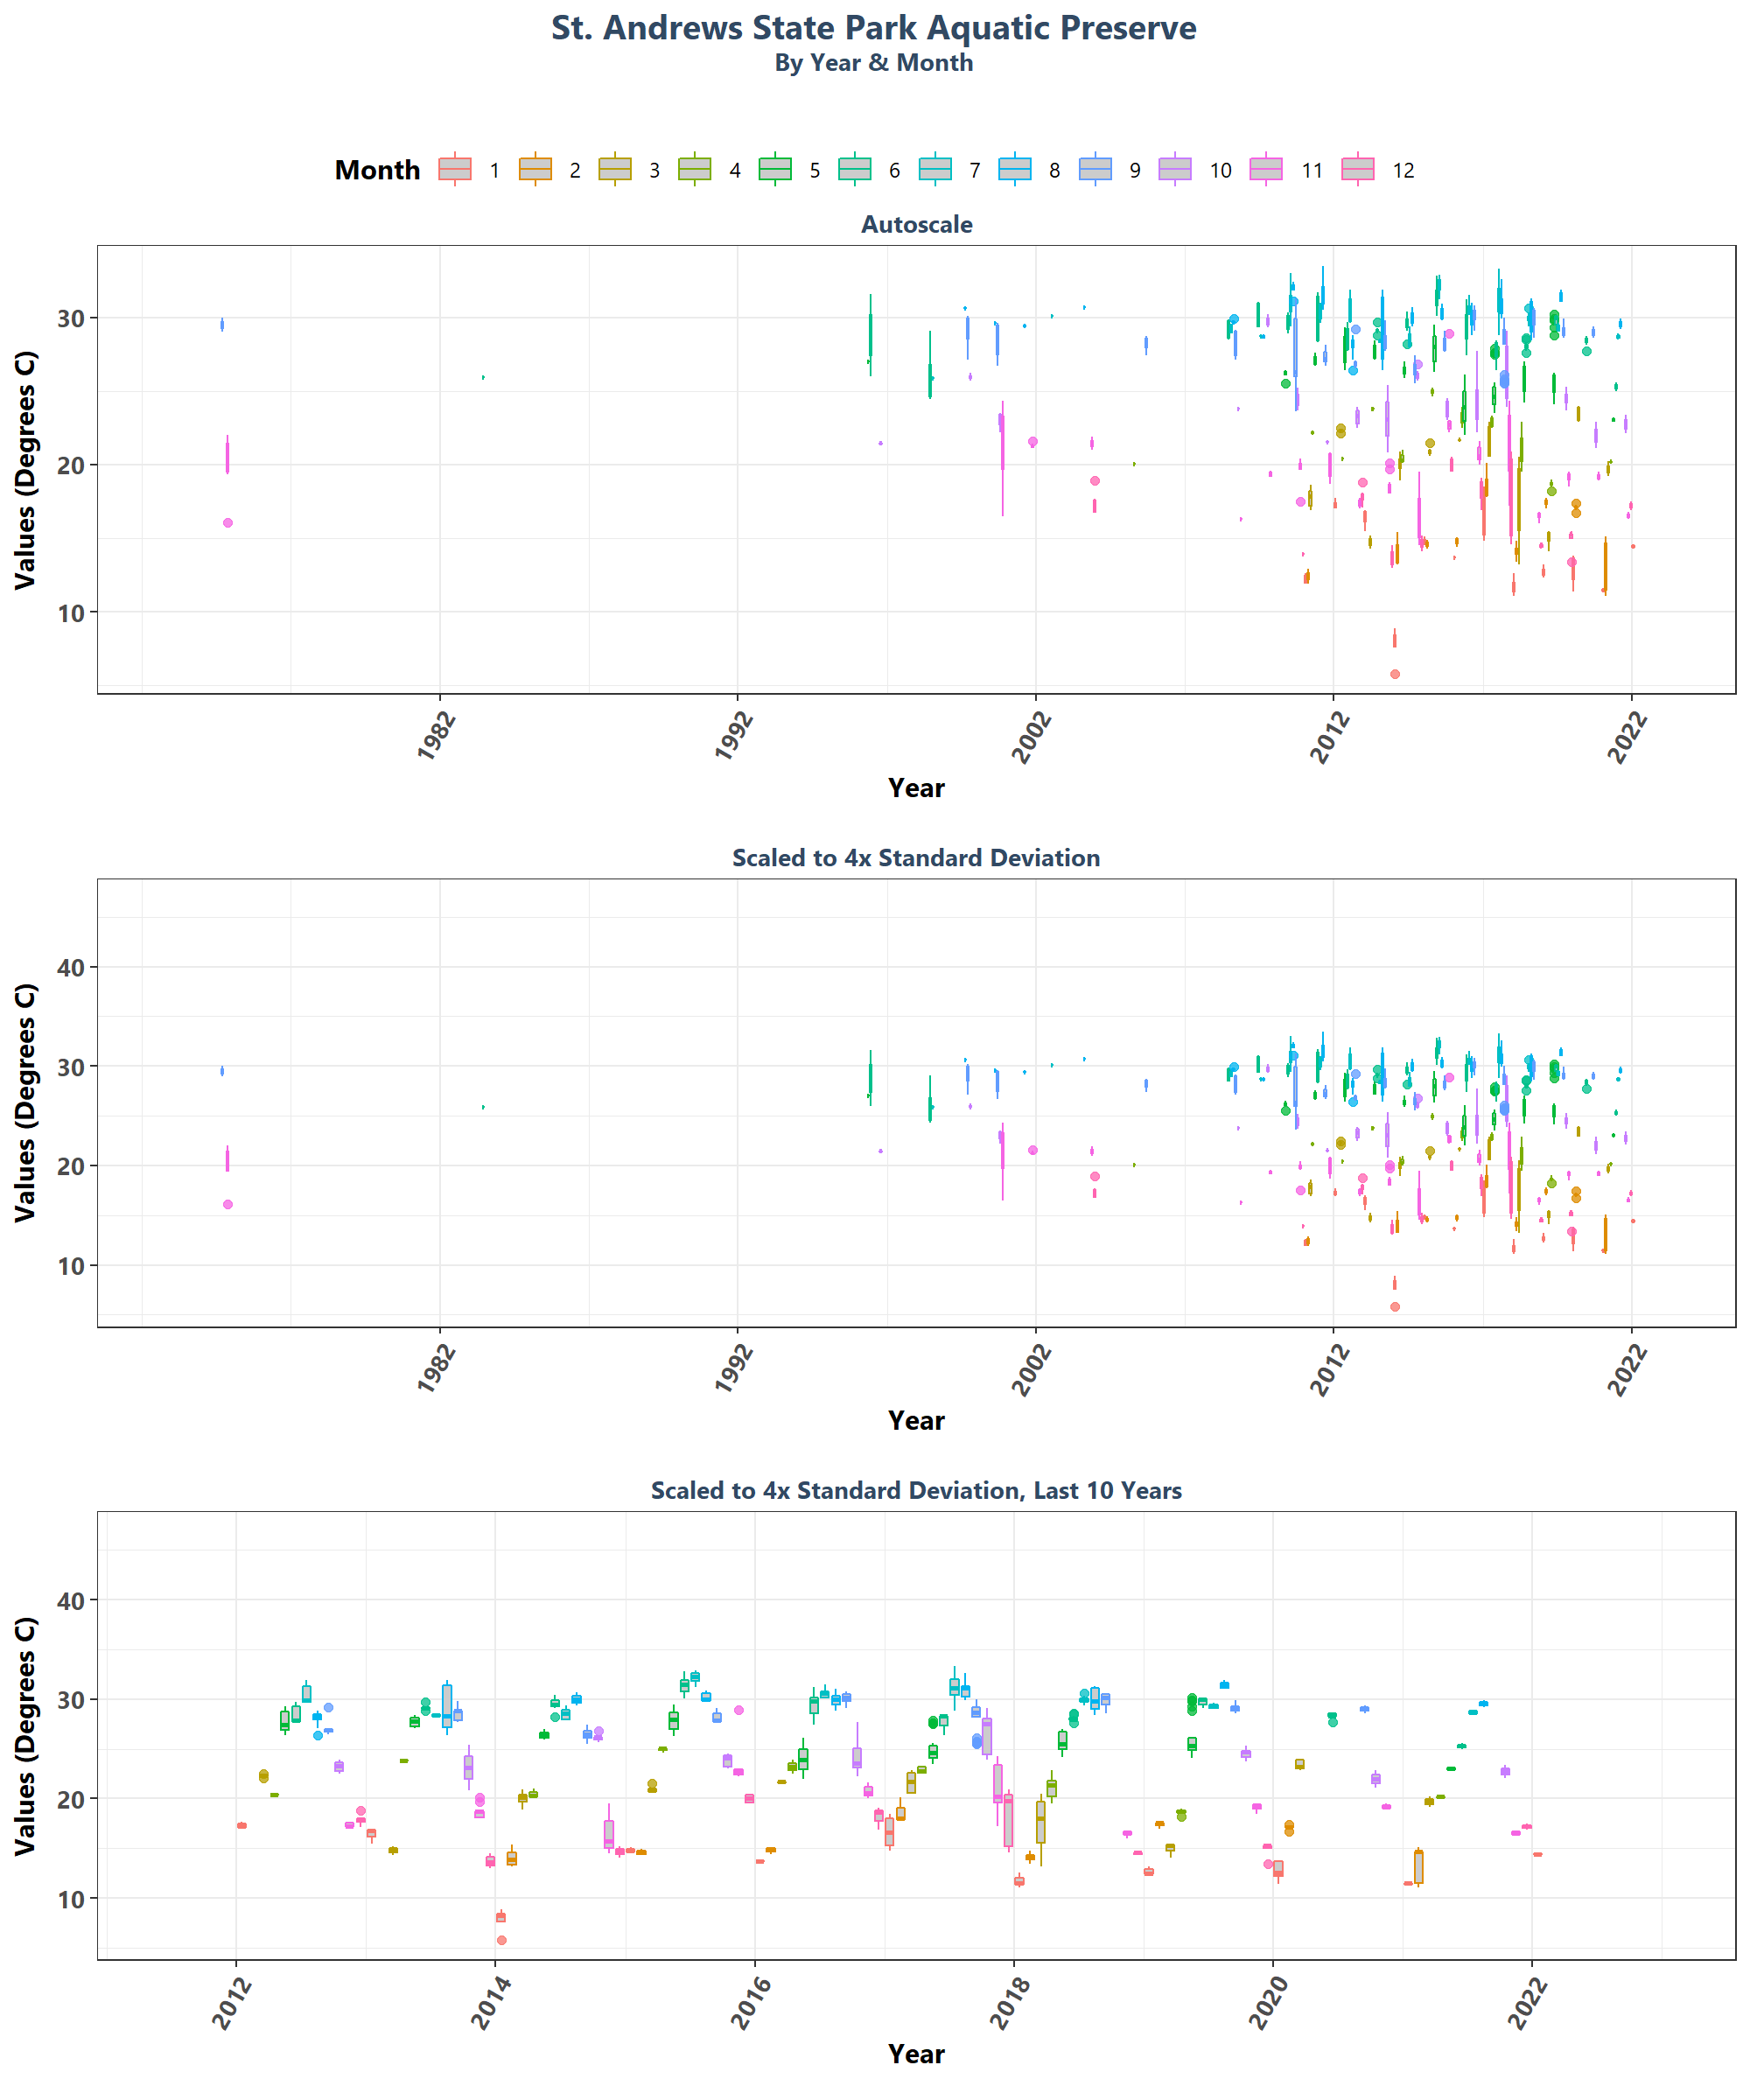 St. Andrews State Park Aquatic Preserve
By Year & Month
Month 1 2 3 4 5 6 7 8 9 10 11 12
Autoscale
Values (Degrees C)
30
20
10
1982 1992 2002 2012 2022
Year
Scaled to 4x Standard Deviation
Values (Degrees C)
40
30
20
10
1982 1992 2002 2012 2022
Year
Scaled to 4x Standard Deviation, Last 10 Years
Values (Degrees C)
40
30
20
10
2012 2014 2016 2018 2020 2022
Year